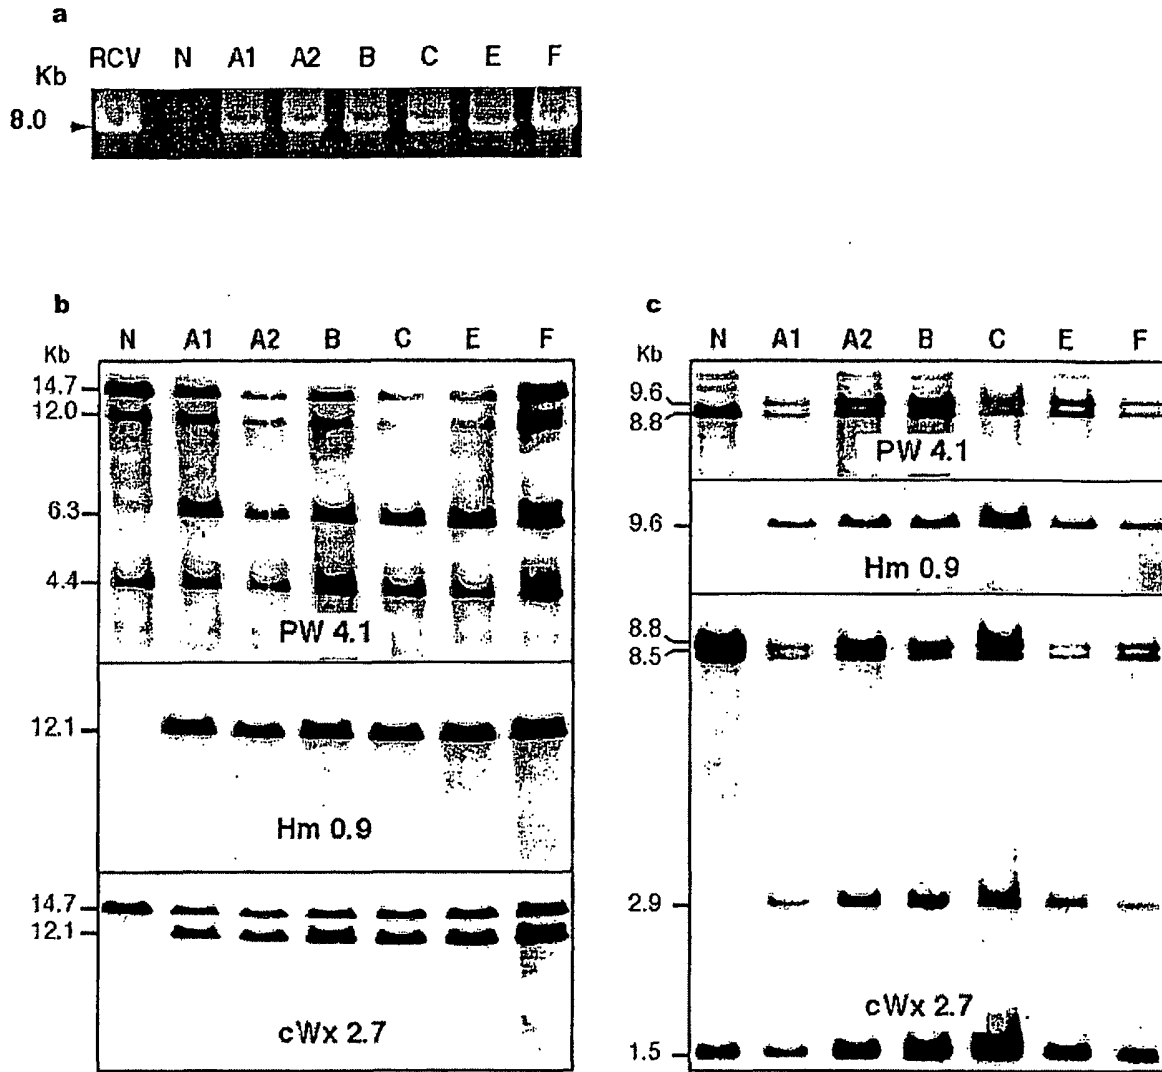 a
RCV N A1 A2 B C E F
Kb
8.0
b
N A1 A2 B C E F
Kb
14.7
12.0
6.3
4.4
PW 4.1
12.1
Hm 0.9
14.7
12.1
cWx 2.7
c
N A1 A2 B C E F
Kb
9.6
8.8
PW 4.1
9.6
Hm 0.9
8.8
8.5
2.9
cWx 2.7
1.5